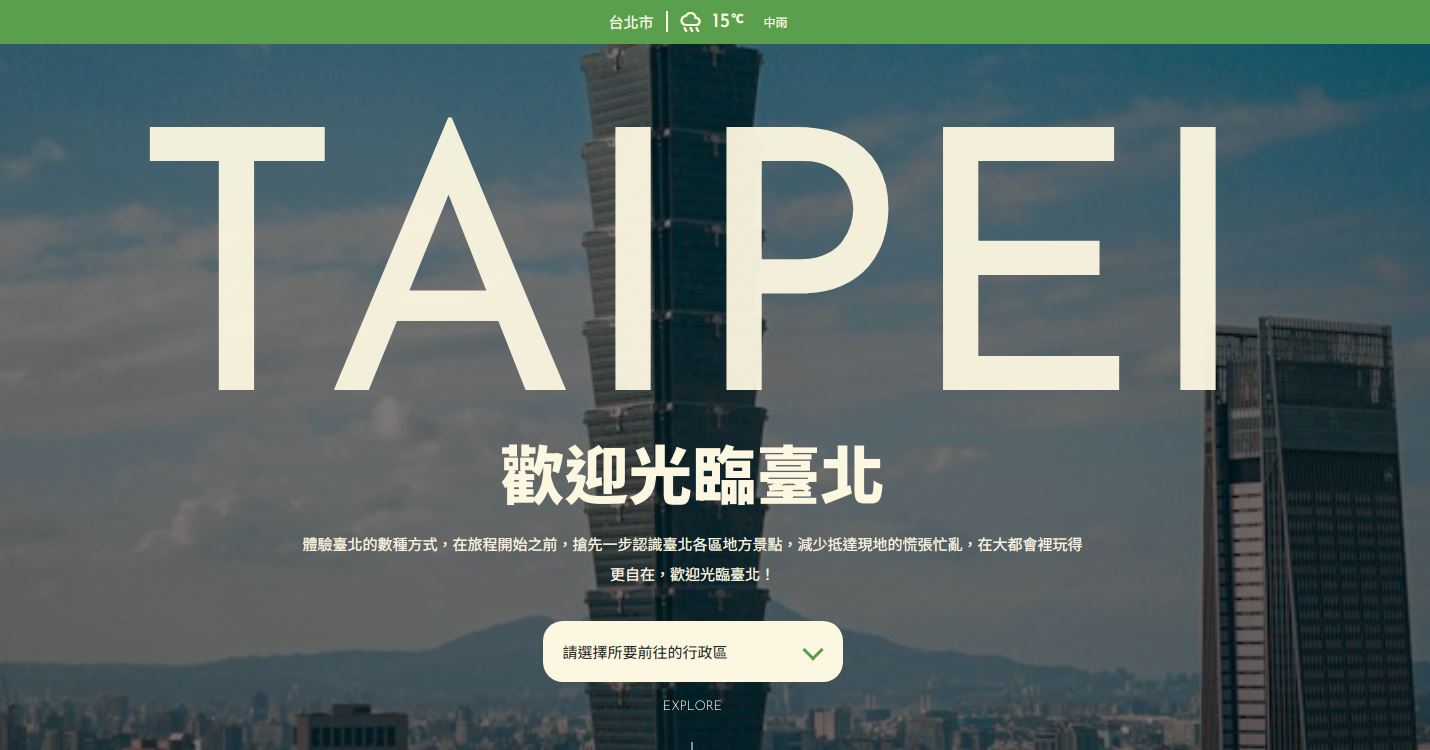 台北市 15℃ 中雨
TAIPEI
歡迎光臨臺北
體驗臺北的數種方式，在旅程開始之前，搶先一步認識臺北各區地方景點，減少抵達現地的慌張忙亂，在大都會裡玩得
更自在，歡迎光臨臺北！
請選擇所要前往的行政區
EXPLORE